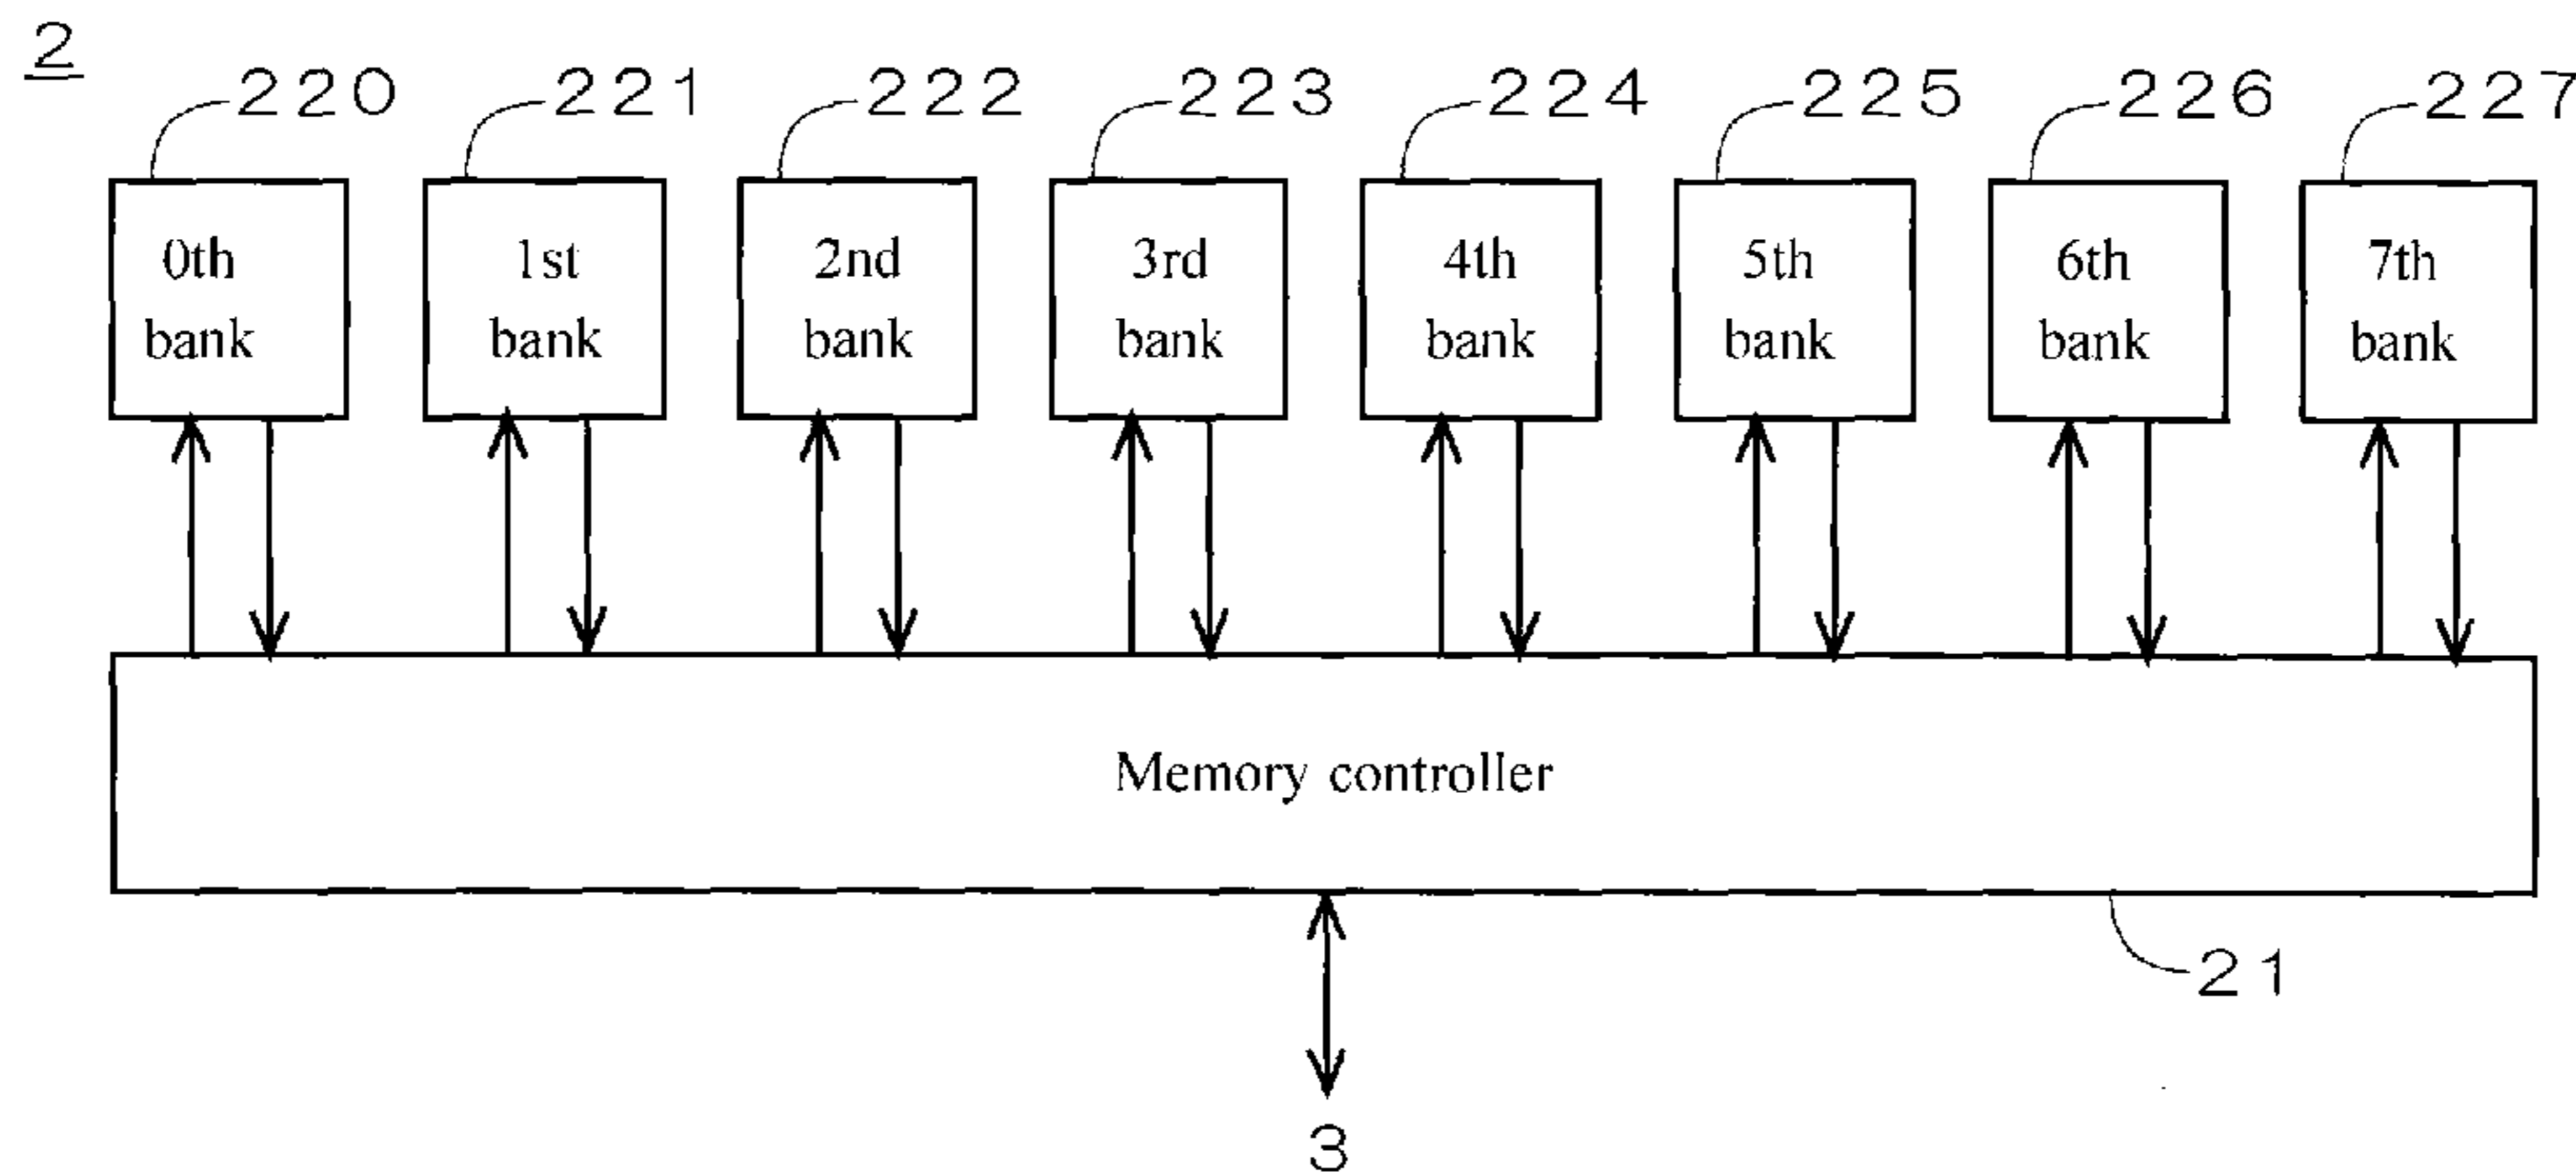 2
220 221 222 223 224 225 226 227
0th 1st 2nd 3rd 4th 5th 6th 7th
bank bank bank bank bank bank bank bank
Memory controller
21
3